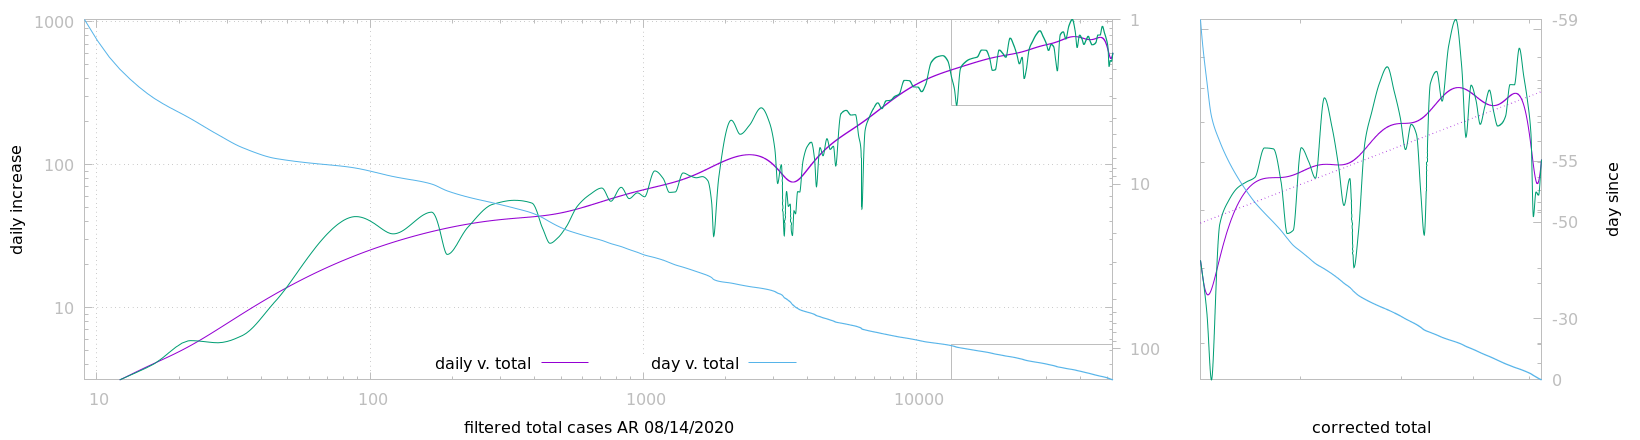 1000
100
10
daily increase
10
100
1000
10000
filtered total cases AR 08/14/2020
daily v. total
day v. total
1
10
100
-59
-55
-50
-30
0
day since
corrected total